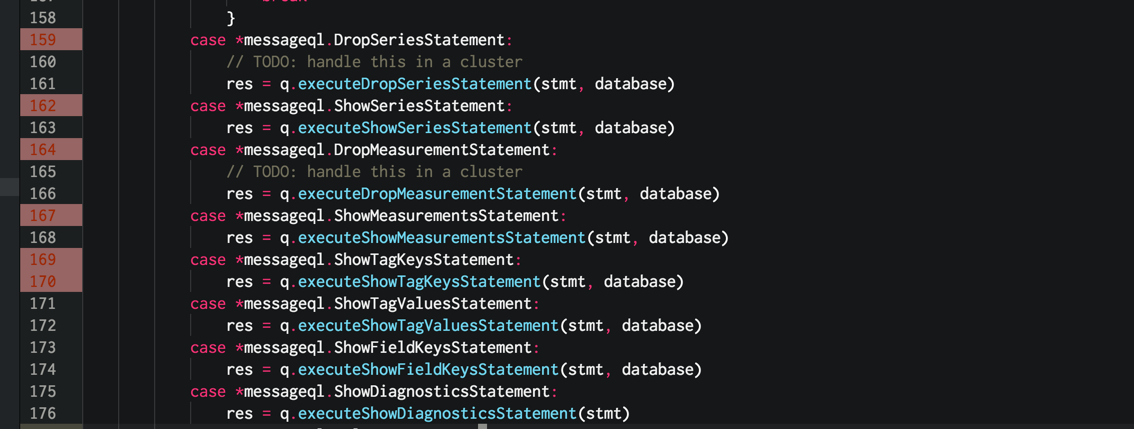 158 }
159 case *messageql.DropSeriesStatement:
160 // TODO: handle this in a cluster
161 res = q.executeDropSeriesStatement(stmt, database)
162 case *messageql.ShowSeriesStatement:
163 res = q.executeShowSeriesStatement(stmt, database)
164 case *messageql.DropMeasurementStatement:
165 // TODO: handle this in a cluster
166 res = q.executeDropMeasurementStatement(stmt, database)
167 case *messageql.ShowMeasurementsStatement:
168 res = q.executeShowMeasurementsStatement(stmt, database)
169 case *messageql.ShowTagKeysStatement:
170 res = q.executeShowTagKeysStatement(stmt, database)
171 case *messageql.ShowTagValuesStatement:
172 res = q.executeShowTagValuesStatement(stmt, database)
173 case *messageql.ShowFieldKeysStatement:
174 res = q.executeShowFieldKeysStatement(stmt, database)
175 case *messageql.ShowDiagnosticsStatement:
176 res = q.executeShowDiagnosticsStatement(stmt)